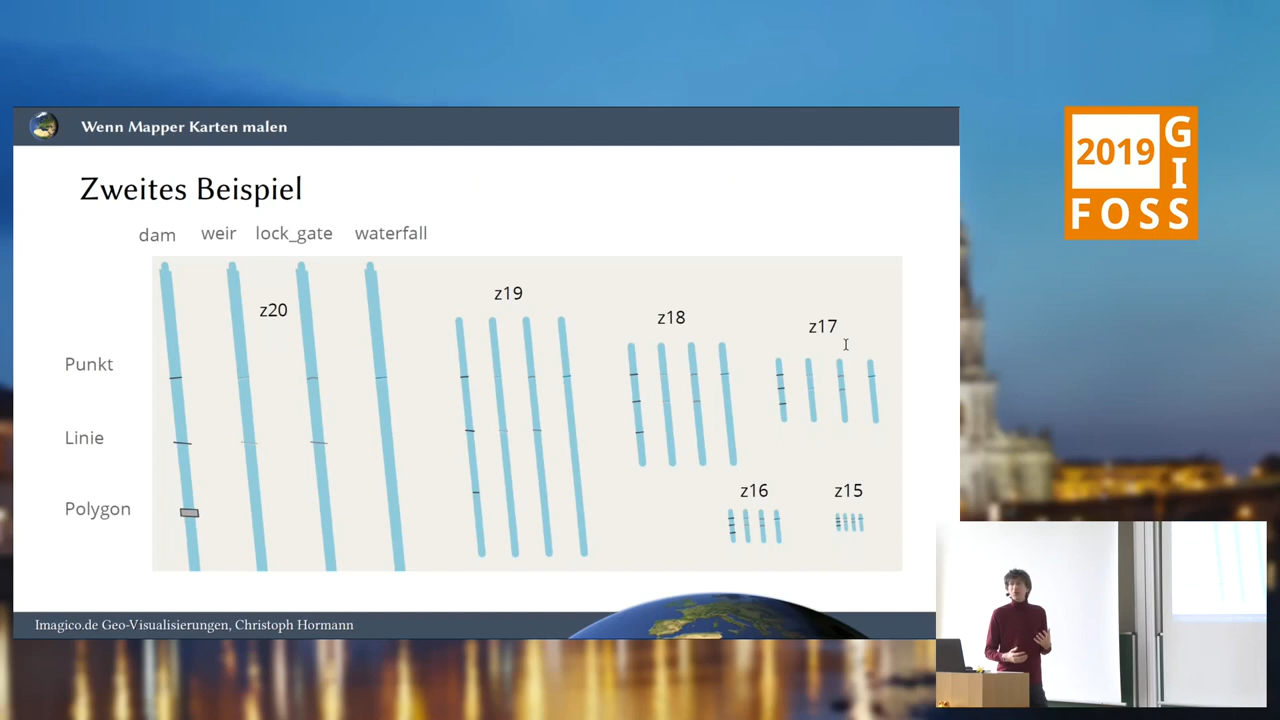 Wenn Mapper Karten malen
2019
G
I
FOSS
Zweites Beispiel
dam weir lock_gate waterfall
z20
z19
z18
z17
Punkt
Linie
Polygon
z16
z15
Imagico.de Geo-Visualisierungen, Christoph Hormann